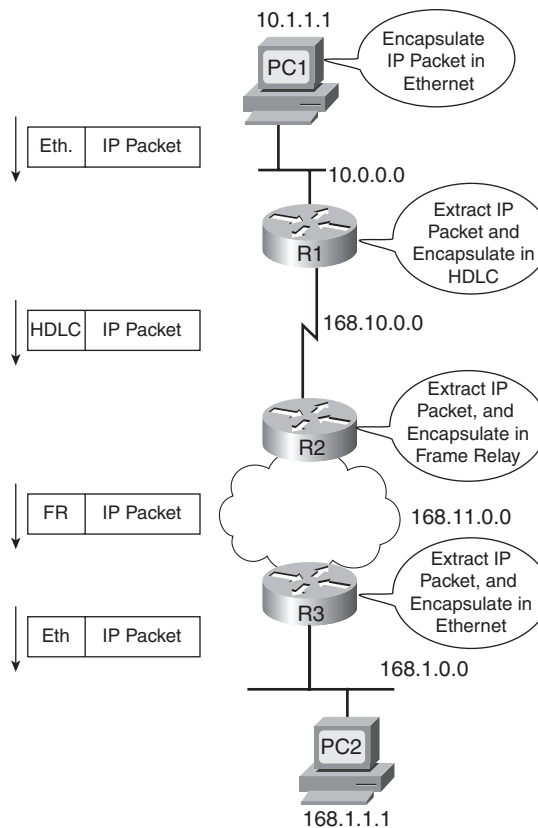 10.1.1.1
PC1
Encapsulate
IP Packet in
Ethernet
Eth.
IP Packet
10.0.0.0
R1
Extract IP
Packet and
Encapsulate in
HDLC
HDLC
IP Packet
168.10.0.0
R2
Extract IP
Packet, and
Encapsulate in
Frame Relay
FR
IP Packet
168.11.0.0
R3
Extract IP
Packet, and
Encapsulate in
Ethernet
Eth
IP Packet
168.1.0.0
PC2
168.1.1.1